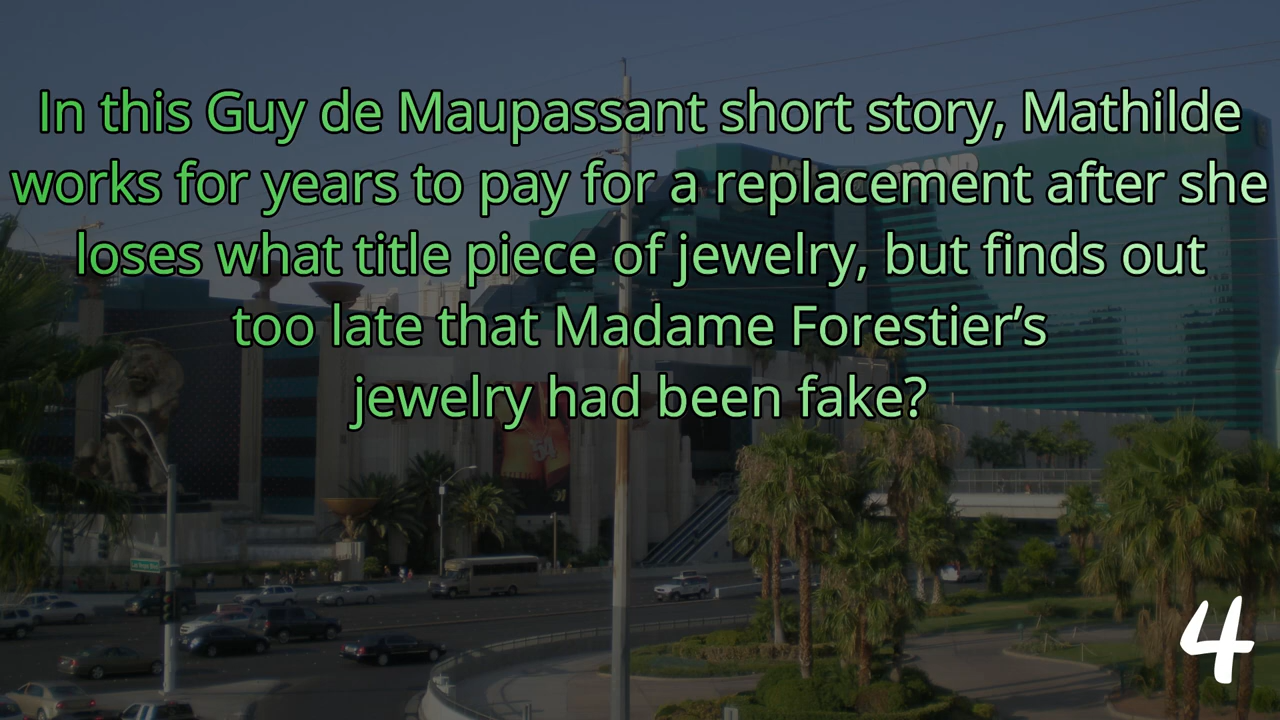 In this Guy de Maupassant short story, Mathilde
works for years to pay for a replacement after she
loses what title piece of jewelry, but finds out
too late that Madame Forestier’s
jewelry had been fake?
4